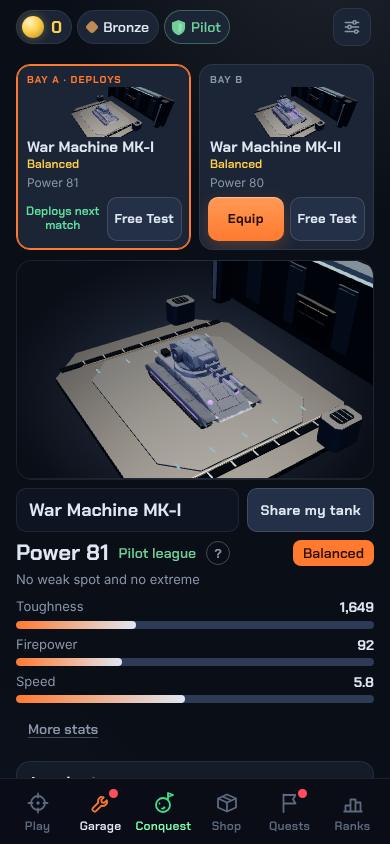 0 Bronze Pilot
BAY A · DEPLOYS
War Machine MK-I
Balanced
Power 81
Deploys next
match
Free Test
BAY B
War Machine MK-II
Balanced
Power 80
Equip
Free Test
War Machine MK-I
Share my tank
Power 81 Pilot league ? Balanced
No weak spot and no extreme
Toughness 1,649
Firepower 92
Speed 5.8
More stats
Play Garage Conquest Shop Quests Ranks